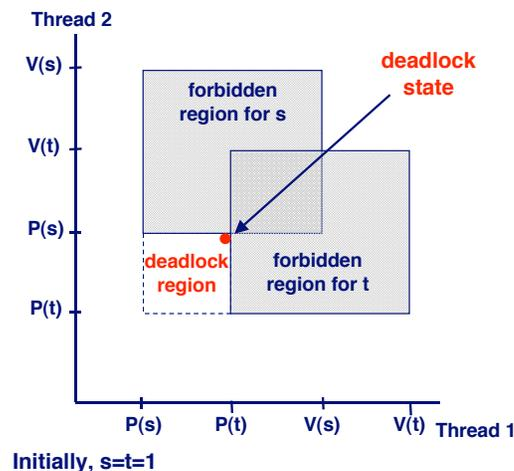 Thread 2
V(s)
V(t)
P(s)
P(t)
forbidden
region for s
deadlock
state
deadlock
region
forbidden
region for t
P(s)
P(t)
V(s)
V(t)
Thread 1
Initially, s=t=1